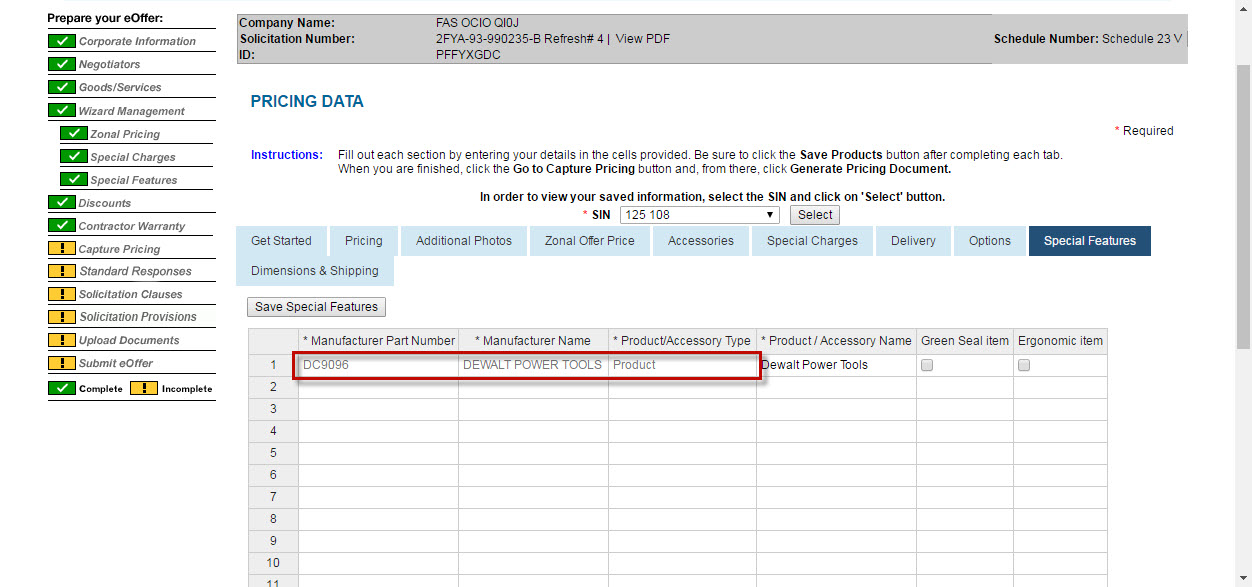 Prepare your eOffer:
Corporate Information
Negotiators
Goods/Services
Wizard Management
Zonal Pricing
Special Charges
Special Features
Discounts
Contractor Warranty
Capture Pricing
Standard Responses
Solicitation Clauses
Solicitation Provisions
Upload Documents
Submit eOffer
Complete Incomplete
Company Name: FAS OCIO QI0J
Solicitation Number: 2FYA-93-990235-B Refresh# 4 | View PDF Schedule Number: Schedule 23 V
ID: PFFYXGDC
PRICING DATA
* Required
Instructions: Fill out each section by entering your details in the cells provided. Be sure to click the Save Products button after completing each tab.
When you are finished, click the Go to Capture Pricing button and, from there, click Generate Pricing Document.
In order to view your saved information, select the SIN and click on 'Select' button.
* SIN 125 108 Select
Get Started Pricing Additional Photos Zonal Offer Price Accessories Special Charges Delivery Options Special Features
Dimensions & Shipping
Save Special Features
* Manufacturer Part Number * Manufacturer Name * Product/Accessory Type * Product / Accessory Name Green Seal item Ergonomic item
1 DC9096 DEWALT POWER TOOLS Product Dewalt Power Tools
2
3
4
5
6
7
8
9
10
11